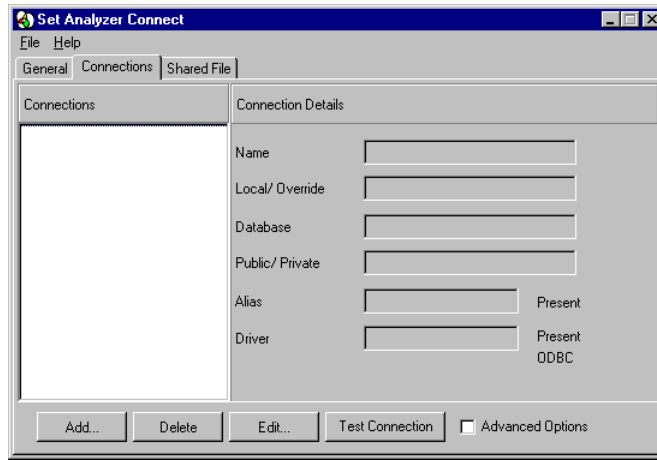 Set Analyzer Connect
File Help
General Connections Shared File
Connections
Connection Details
Name
Local/ Override
Database
Public/ Private
Alias
Present
Driver
Present
ODBC
Add... Delete Edit... Test Connection Advanced Options